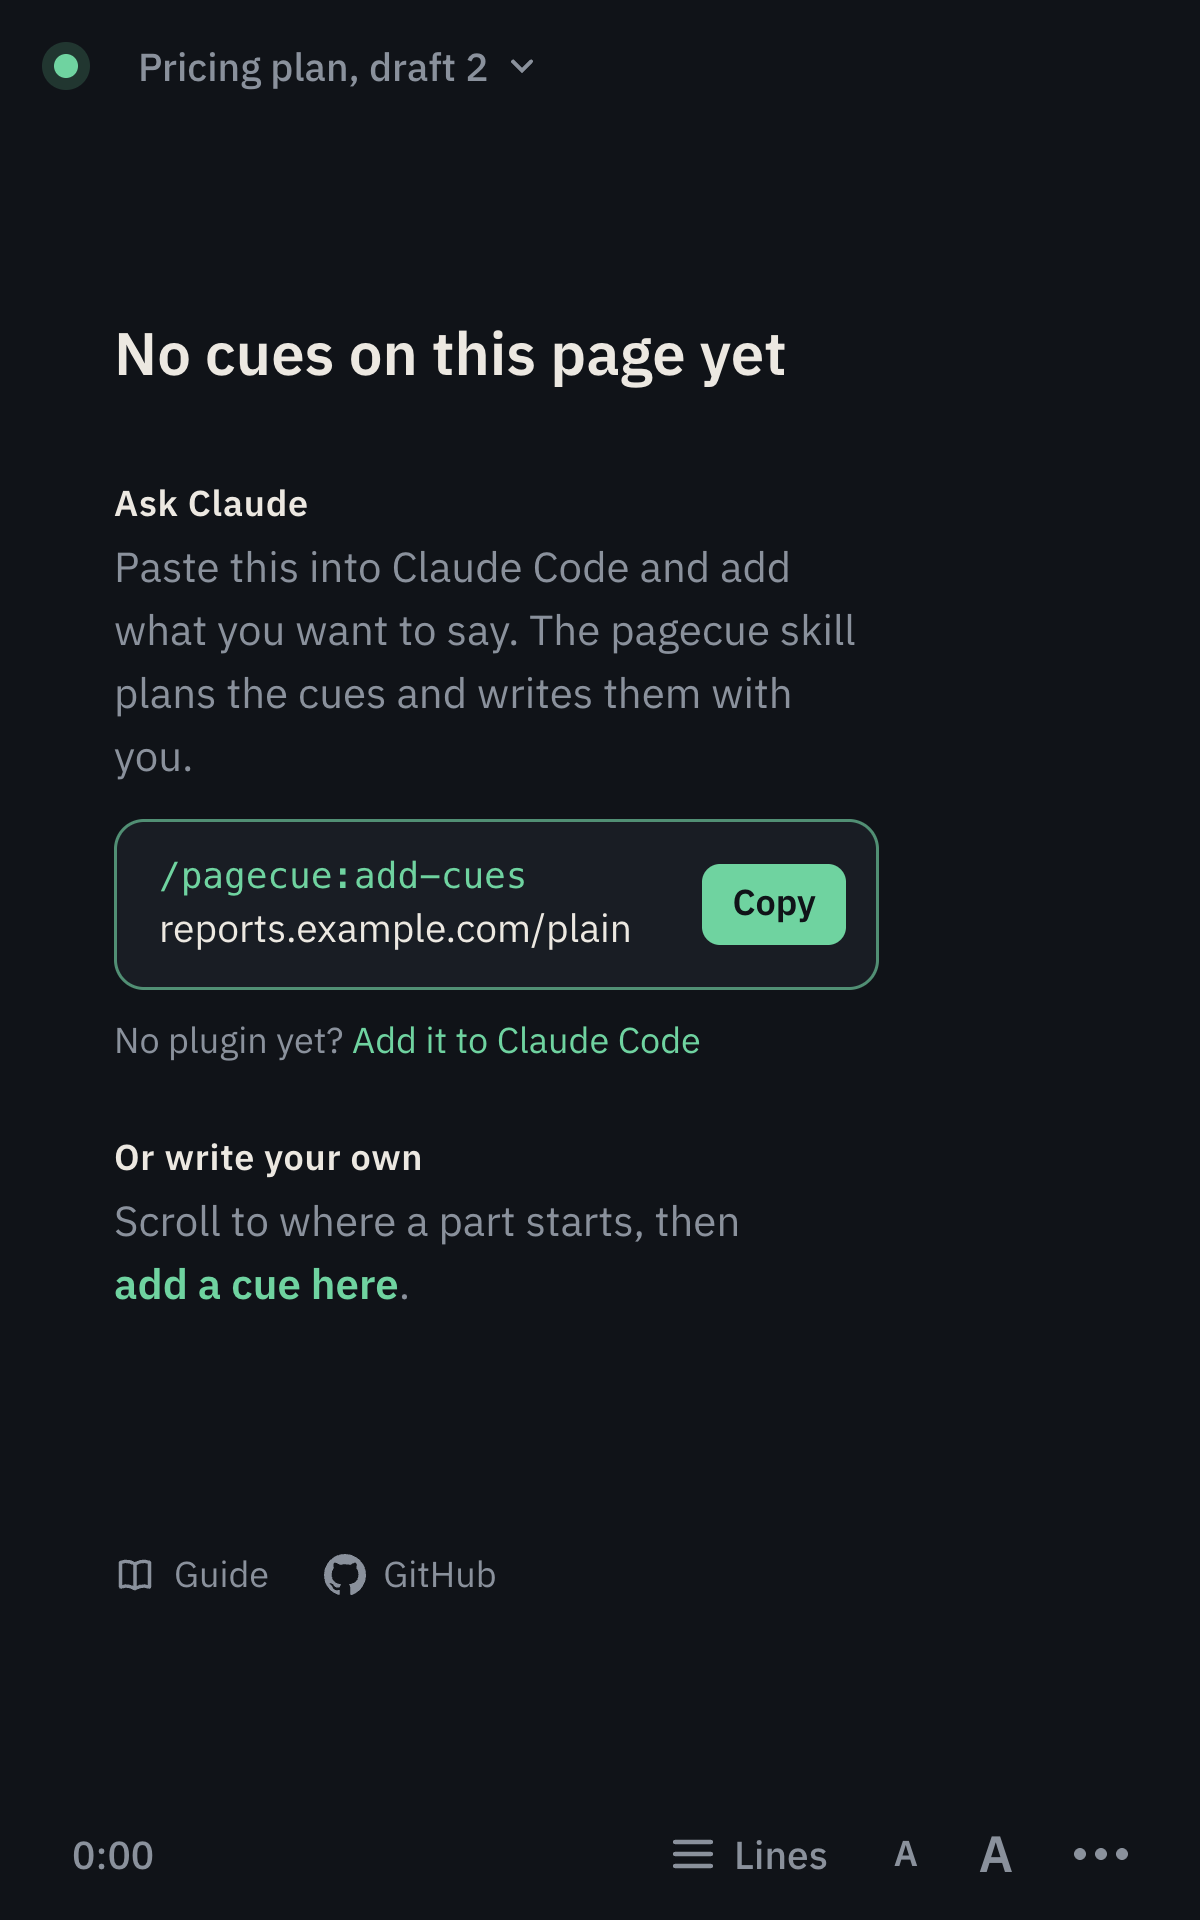 Pricing plan, draft 2
No cues on this page yet
Ask Claude
Paste this into Claude Code and add
what you want to say. The pagecue skill
plans the cues and writes them with
you.
/pagecue:add-cues
reports.example.com/plain
Copy
No plugin yet? Add it to Claude Code
Or write your own
Scroll to where a part starts, then
add a cue here.
Guide GitHub
0:00 Lines A A